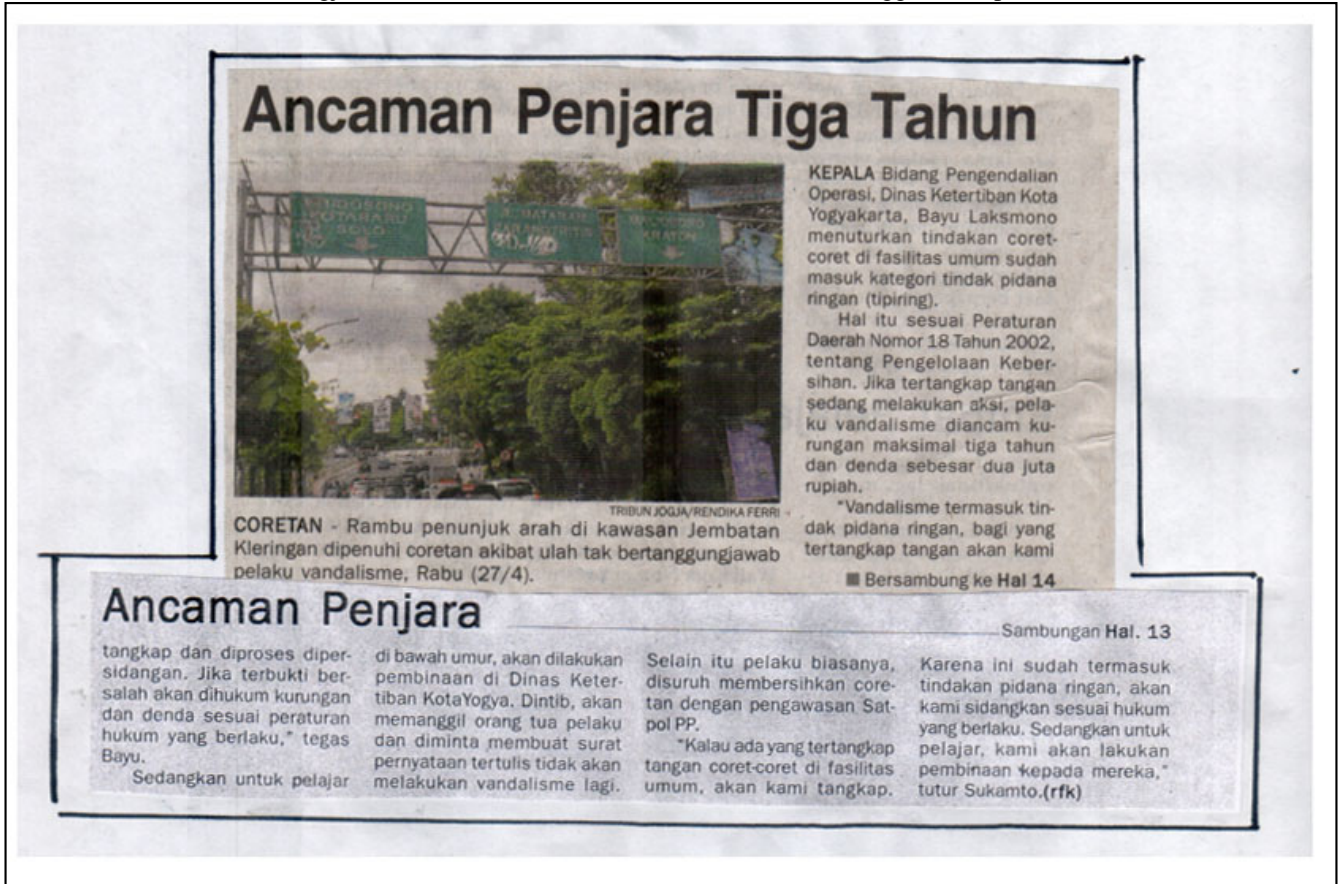 Ancaman Penjara Tiga Tahun
KOTABARU
SOLO
KRATON
TRIBUN JOGJA/RENDIKA FERRI
CORETAN - Rambu penunjuk arah di kawasan Jembatan
Kleringan dipenuhi coretan akibat ulah tak bertanggungjawab
pelaku vandalisme, Rabu (27/4).
KEPALA Bidang Pengendalian
Operasi, Dinas Ketertiban Kota
Yogyakarta, Bayu Laksmono
menuturkan tindakan coret-
coret di fasilitas umum sudah
masuk kategori tindak pidana
ringan (tipiring).
Hal itu sesuai Peraturan
Daerah Nomor 18 Tahun 2002,
tentang Pengelolaan Keber-
sihan. Jika tertangkap tangan
sedang melakukan aksi, pela-
ku vandalisme diancam ku-
rungan maksimal tiga tahun
dan denda sebesar dua juta
rupiah.
"Vandalisme termasuk tin-
dak pidana ringan, bagi yang
tertangkap tangan akan kami
■ Bersambung ke Hal 14
Ancaman Penjara
Sambungan Hal. 13
tangkap dan diproses diper-
sidangan. Jika terbukti ber-
salah akan dihukum kurungan
dan denda sesuai peraturan
hukum yang berlaku," tegas
Bayu.
Sedangkan untuk pelajar
di bawah umur, akan dilakukan
pembinaan di Dinas Keter-
tiban KotaYogya. Dintib, akan
memanggil orang tua pelaku
dan diminta membuat surat
pernyataan tertulis tidak akan
melakukan vandalisme lagi.
Selain itu pelaku biasanya,
disuruh membersihkan core-
tan dengan pengawasan Sat-
pol PP.
"Kalau ada yang tertangkap
tangan coret-coret di fasilitas
umum, akan kami tangkap.
Karena ini sudah termasuk
tindakan pidana ringan, akan
kami sidangkan sesuai hukum
yang berlaku. Sedangkan untuk
pelajar, kami akan lakukan
pembinaan kepada mereka,"
tutur Sukamto.(rfk)